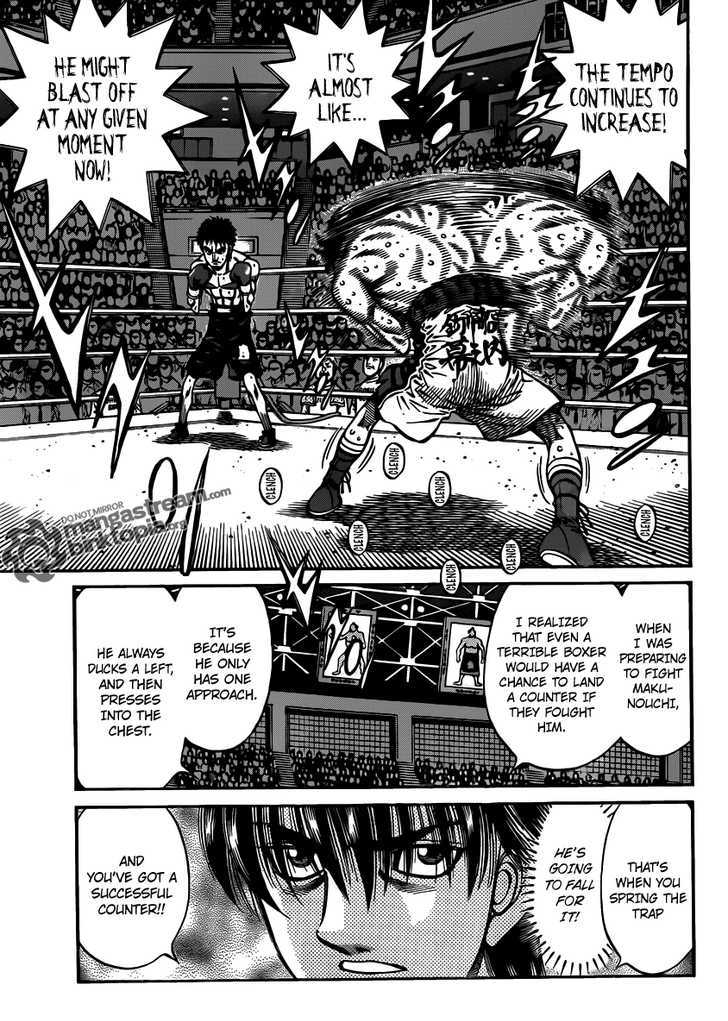 THE TEMPO
CONTINUES TO
INCREASE!
IT'S
ALMOST
LIKE...
HE MIGHT
BLAST OFF
AT ANY GIVEN
MOMENT
NOW!
CLENCH
CLENCH
CLENCH
CLENCH
CLENCH
CLENCH
CLENCH
DO NOT MIRROR
mangastream.com
WHEN
I WAS
PREPARING
TO FIGHT
MAKU-
NOUCHI,
I REALIZED
THAT EVEN A
TERRIBLE BOXER
WOULD HAVE A
CHANCE TO LAND
A COUNTER IF
THEY FOUGHT
HIM.
IT'S
BECAUSE
HE ONLY
HAS ONE
APPROACH.
HE ALWAYS
DUCKS A LEFT,
AND THEN
PRESSES
INTO THE
CHEST.
THAT'S
WHEN YOU
SPRING THE
TRAP
HE'S
GOING
TO FALL
FOR
IT!
AND
YOU'VE GOT A
SUCCESSFUL
COUNTER!!